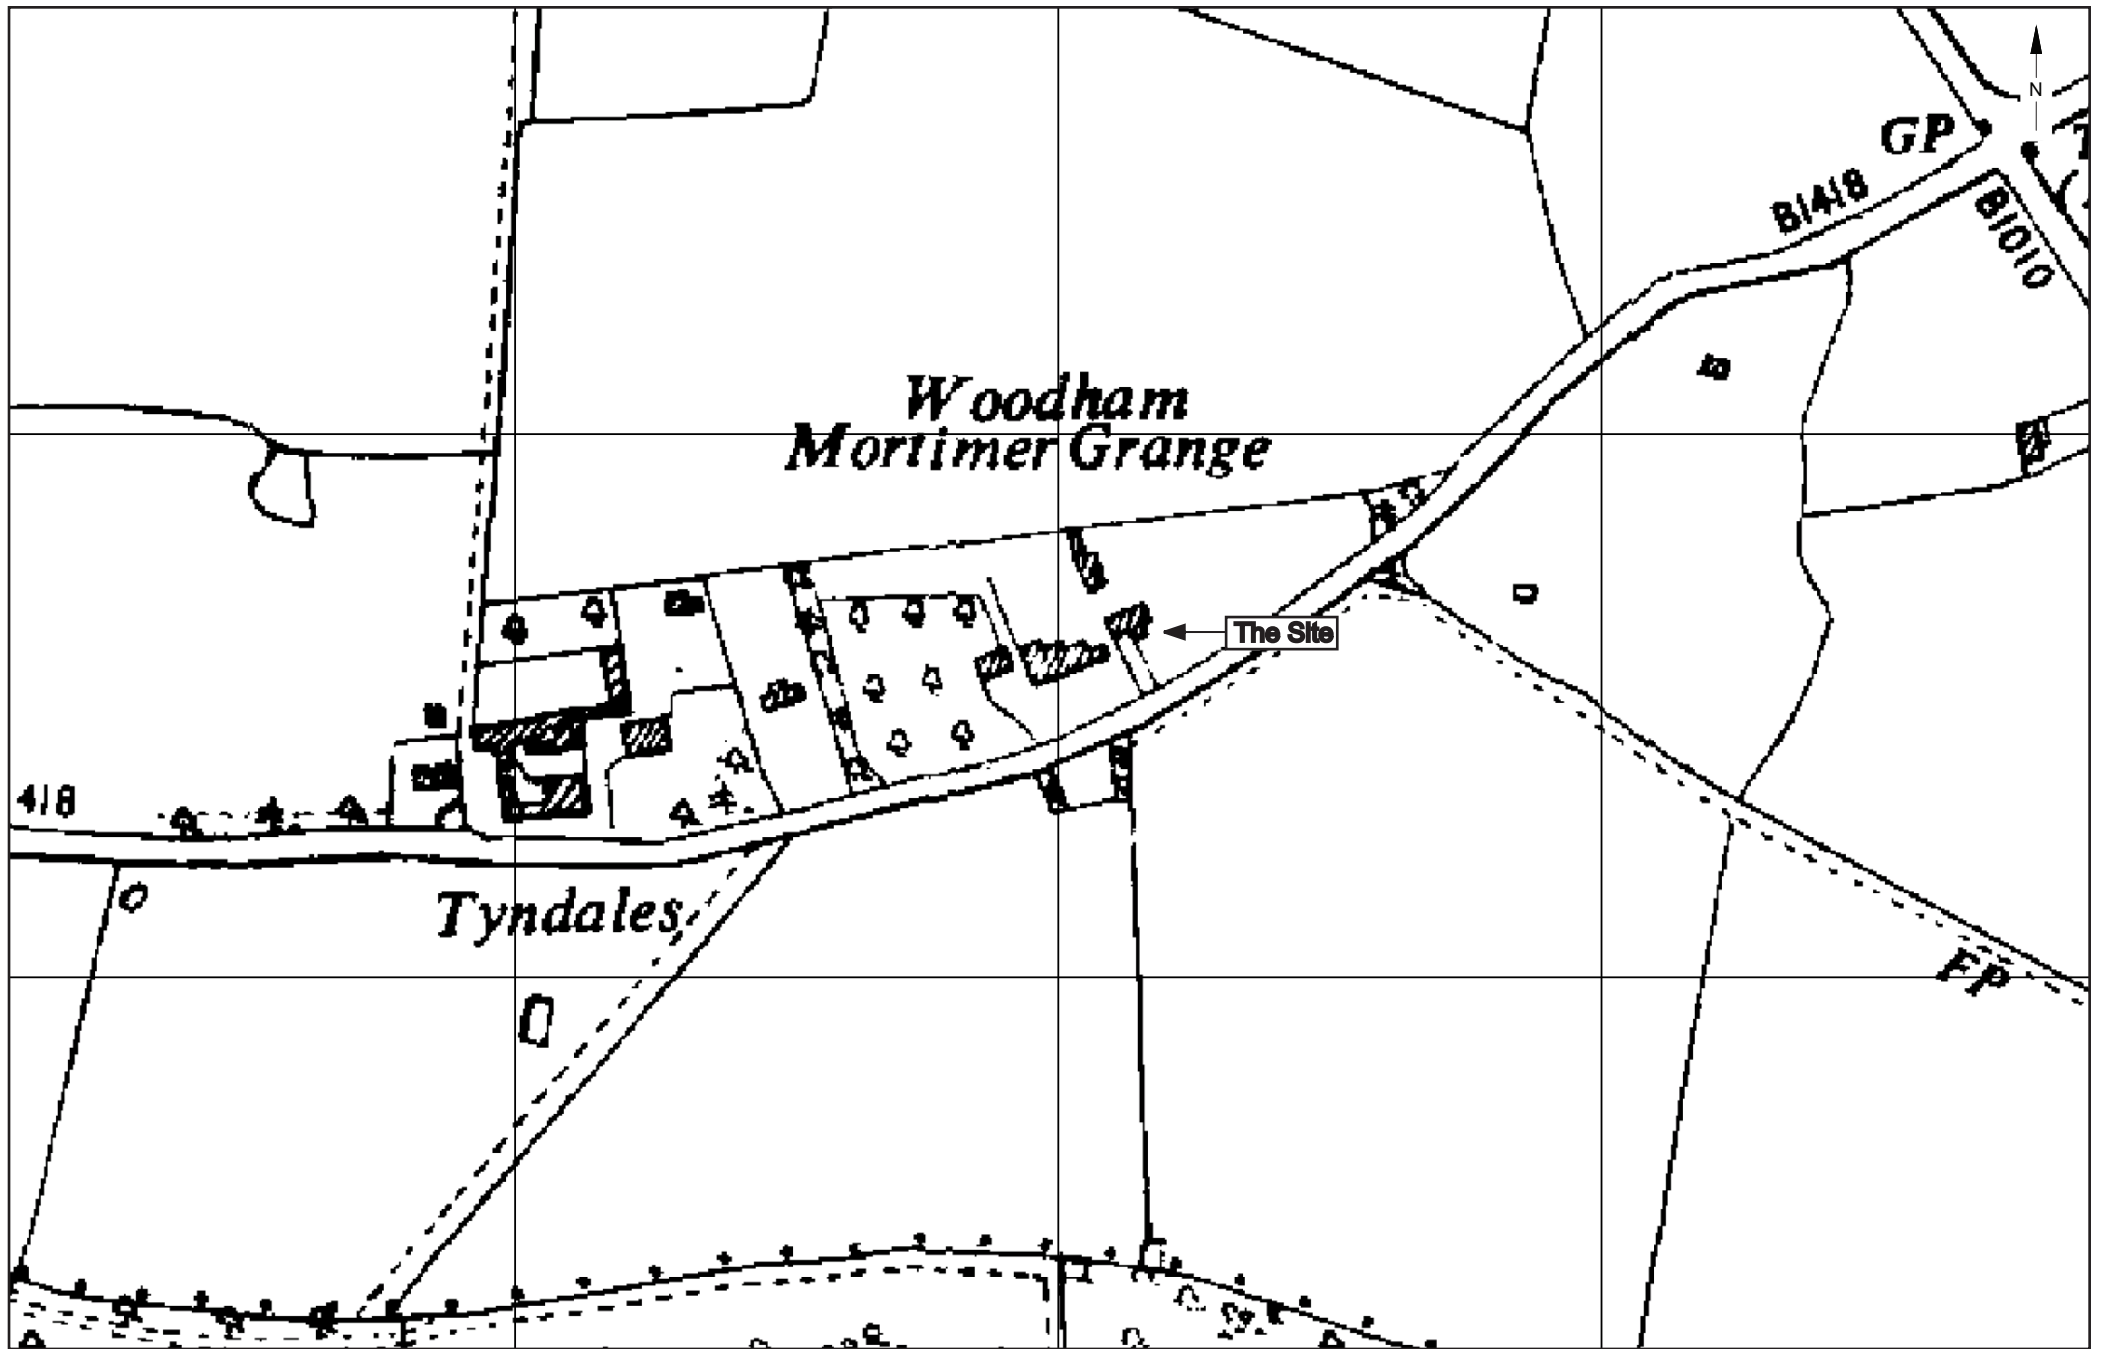 N
GP
B1418
B1010
Woodham
Mortimer Grange
The Site
418
Tyndales
FP